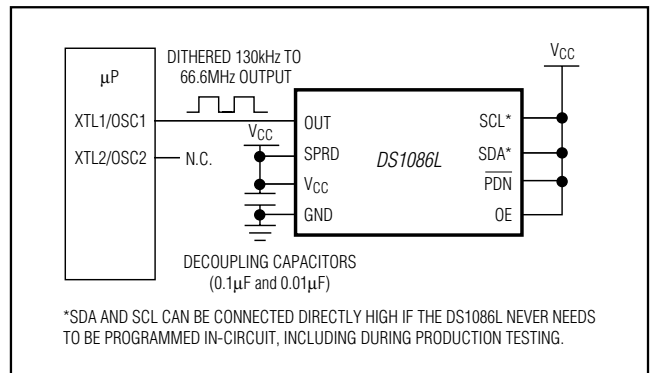 DITHERED 130kHz TO
66.6MHz OUTPUT
VCC
μP
XTL1/OSC1
XTL2/OSC2
N.C.
VCC
OUT
SPRD
VCC
GND
DS1086L
SCL*
SDA*
PDN
OE
DECOUPLING CAPACITORS
(0.1μF and 0.01μF)
*SDA AND SCL CAN BE CONNECTED DIRECTLY HIGH IF THE DS1086L NEVER NEEDS
TO BE PROGRAMMED IN-CIRCUIT, INCLUDING DURING PRODUCTION TESTING.